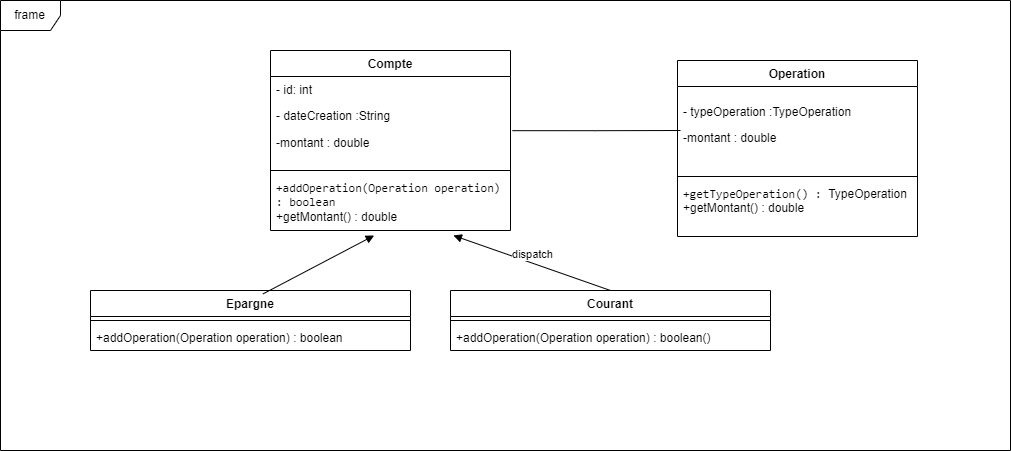 frame
Compte
- id: int
- dateCreation :String
-montant : double
+addOperation(Operation operation)
: boolean
+getMontant() : double
Operation
- typeOperation :TypeOperation
-montant : double
+getTypeOperation() : TypeOperation
+getMontant() : double
dispatch
Epargne
+addOperation(Operation operation) : boolean
Courant
+addOperation(Operation operation) : boolean()